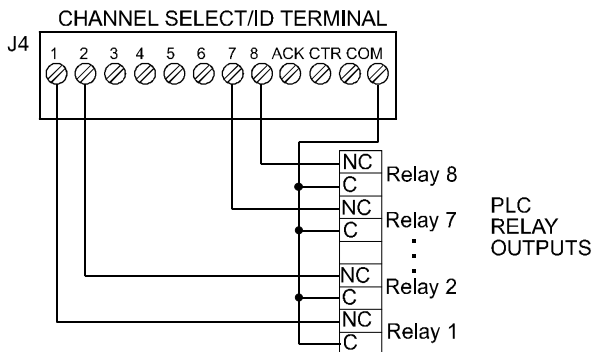 CHANNEL SELECT/ID TERMINAL
J4
1 2 3 4 5 6 7 8 ACK CTR COM
NC
C
Relay 8
NC
C
Relay 7
PLC
RELAY
OUTPUTS
NC
C
Relay 2
NC
C
Relay 1